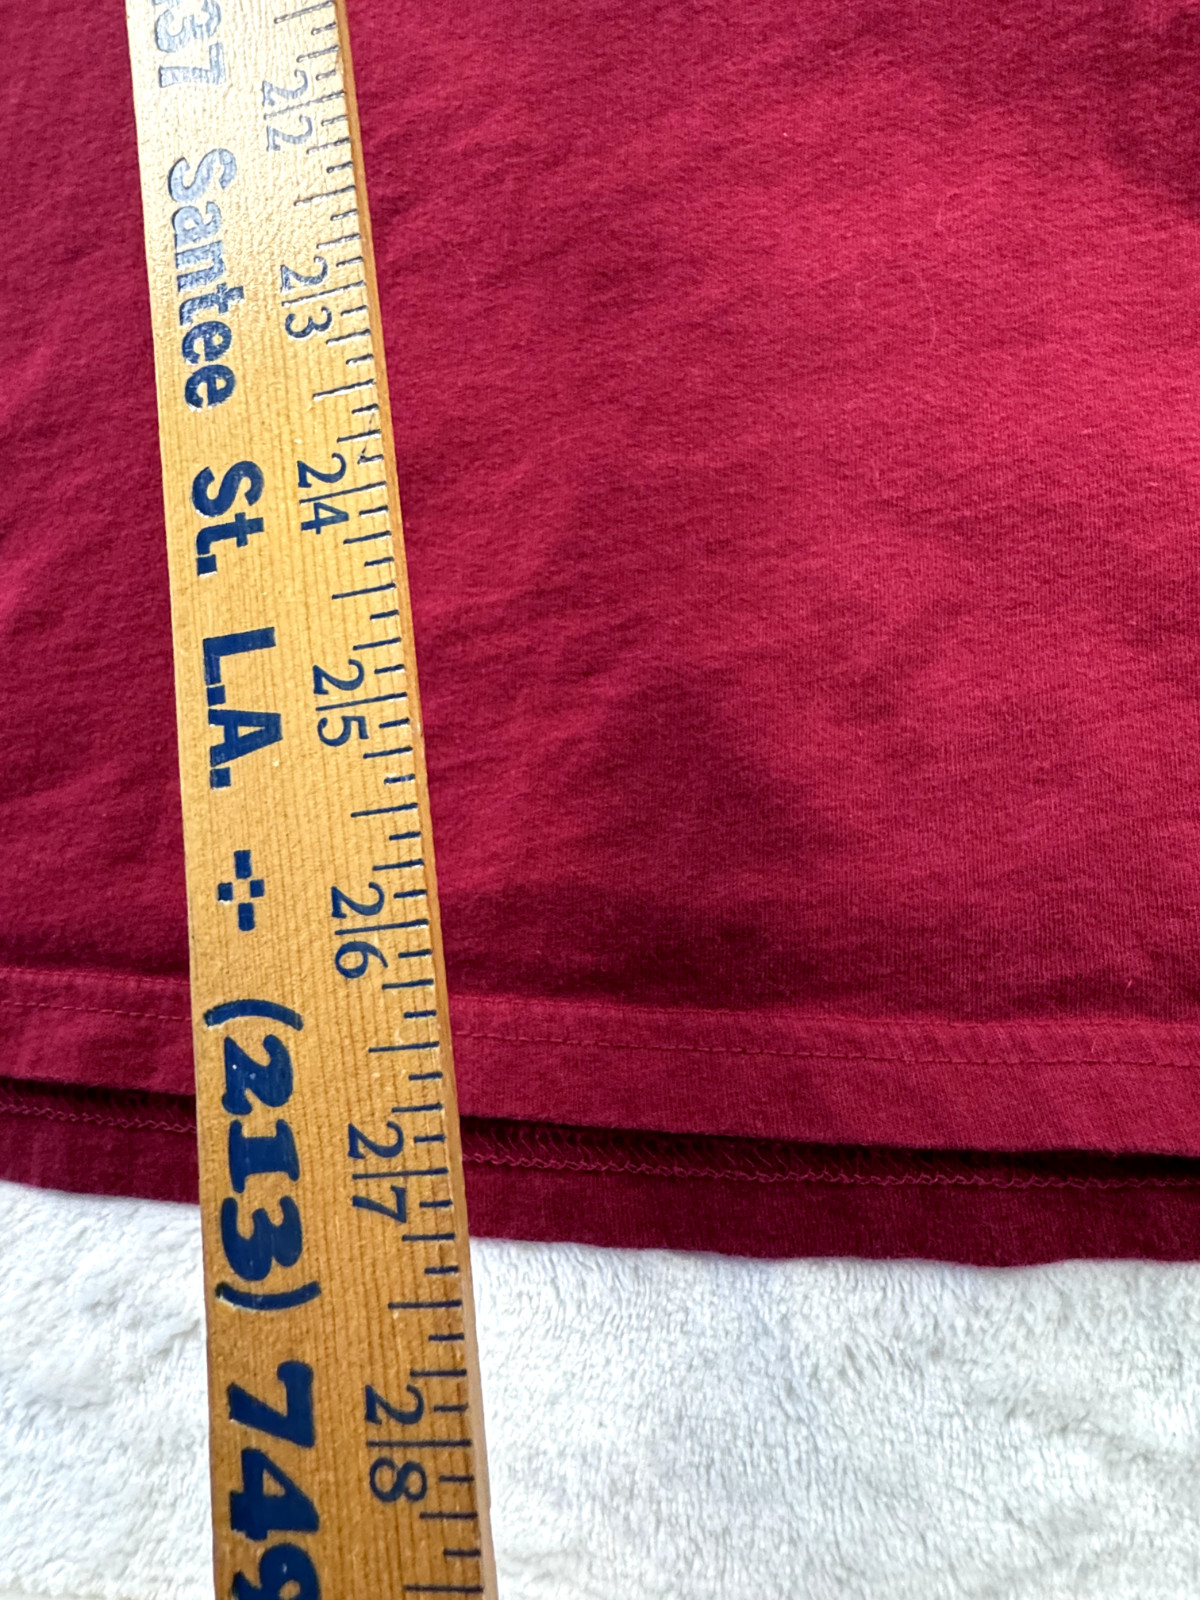 37 Santee St. L.A. (213) 749
22 23 24 25 26 27 28